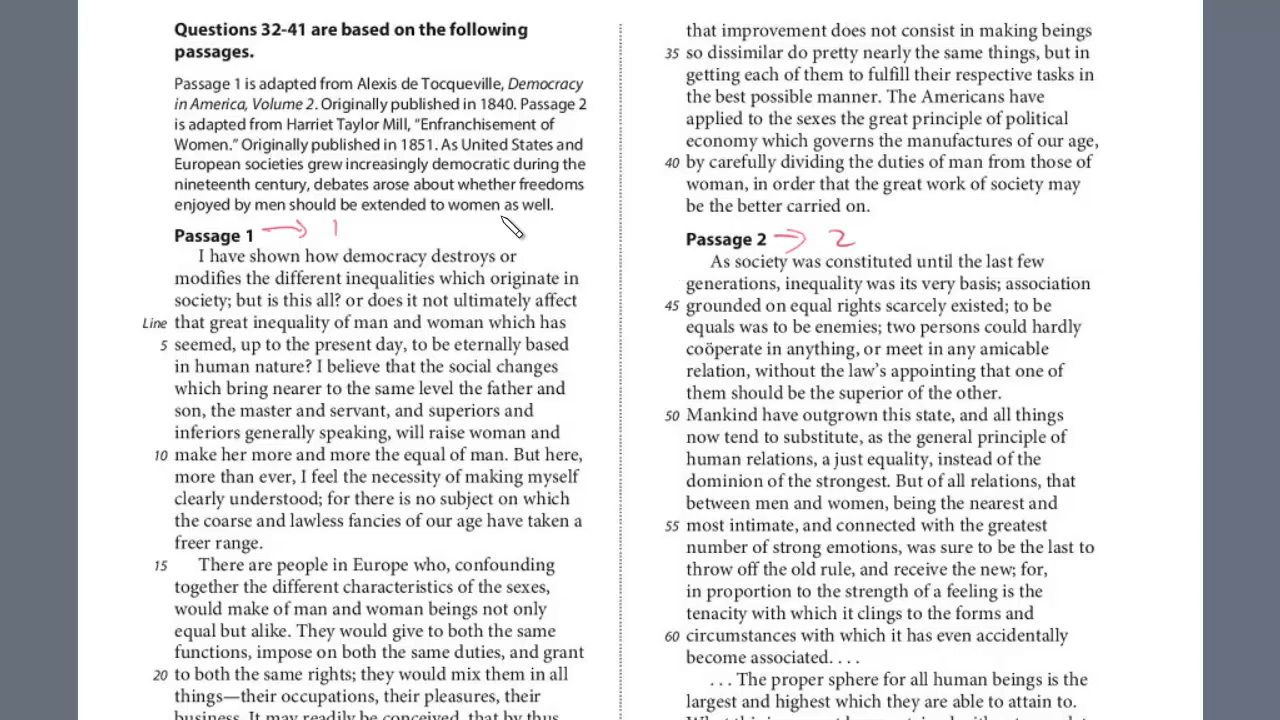 Questions 32-41 are based on the following
passages.
Passage 1 is adapted from Alexis de Tocqueville, Democracy
in America, Volume 2. Originally published in 1840. Passage 2
is adapted from Harriet Taylor Mill, “Enfranchisement of
Women.” Originally published in 1851. As United States and
European societies grew increasingly democratic during the
nineteenth century, debates arose about whether freedoms
enjoyed by men should be extended to women as well.
Passage 1 → 1
I have shown how democracy destroys or
modifies the different inequalities which originate in
society; but is this all? or does it not ultimately affect
Line that great inequality of man and woman which has
5 seemed, up to the present day, to be eternally based
in human nature? I believe that the social changes
which bring nearer to the same level the father and
son, the master and servant, and superiors and
inferiors generally speaking, will raise woman and
10 make her more and more the equal of man. But here,
more than ever, I feel the necessity of making myself
clearly understood; for there is no subject on which
the coarse and lawless fancies of our age have taken a
freer range.
15 There are people in Europe who, confounding
together the different characteristics of the sexes,
would make of man and woman beings not only
equal but alike. They would give to both the same
functions, impose on both the same duties, and grant
20 to both the same rights; they would mix them in all
things—their occupations, their pleasures, their
business. It may readily be conceived, that by thus
that improvement does not consist in making beings
35 so dissimilar do pretty nearly the same things, but in
getting each of them to fulfill their respective tasks in
the best possible manner. The Americans have
applied to the sexes the great principle of political
economy which governs the manufactures of our age,
40 by carefully dividing the duties of man from those of
woman, in order that the great work of society may
be the better carried on.
Passage 2 → 2
As society was constituted until the last few
generations, inequality was its very basis; association
45 grounded on equal rights scarcely existed; to be
equals was to be enemies; two persons could hardly
coöperate in anything, or meet in any amicable
relation, without the law’s appointing that one of
them should be the superior of the other.
50 Mankind have outgrown this state, and all things
now tend to substitute, as the general principle of
human relations, a just equality, instead of the
dominion of the strongest. But of all relations, that
between men and women, being the nearest and
55 most intimate, and connected with the greatest
number of strong emotions, was sure to be the last to
throw off the old rule, and receive the new; for,
in proportion to the strength of a feeling is the
tenacity with which it clings to the forms and
60 circumstances with which it has even accidentally
become associated. . . .
. . . The proper sphere for all human beings is the
largest and highest which they are able to attain to.